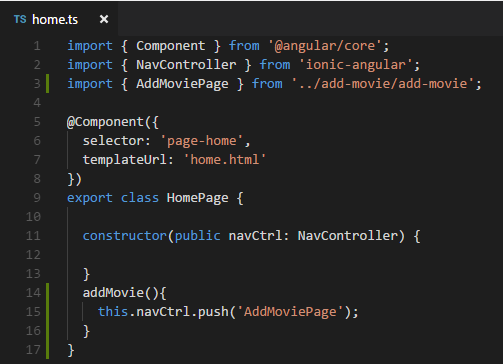 TS home.ts ×
1 import { Component } from '@angular/core';
2 import { NavController } from 'ionic-angular';
3 import { AddMoviePage } from '../add-movie/add-movie';
4
5 @Component({
6   selector: 'page-home',
7   templateUrl: 'home.html'
8 })
9 export class HomePage {
10
11   constructor(public navCtrl: NavController) {
12
13   }
14   addMovie(){
15     this.navCtrl.push('AddMoviePage');
16   }
17 }